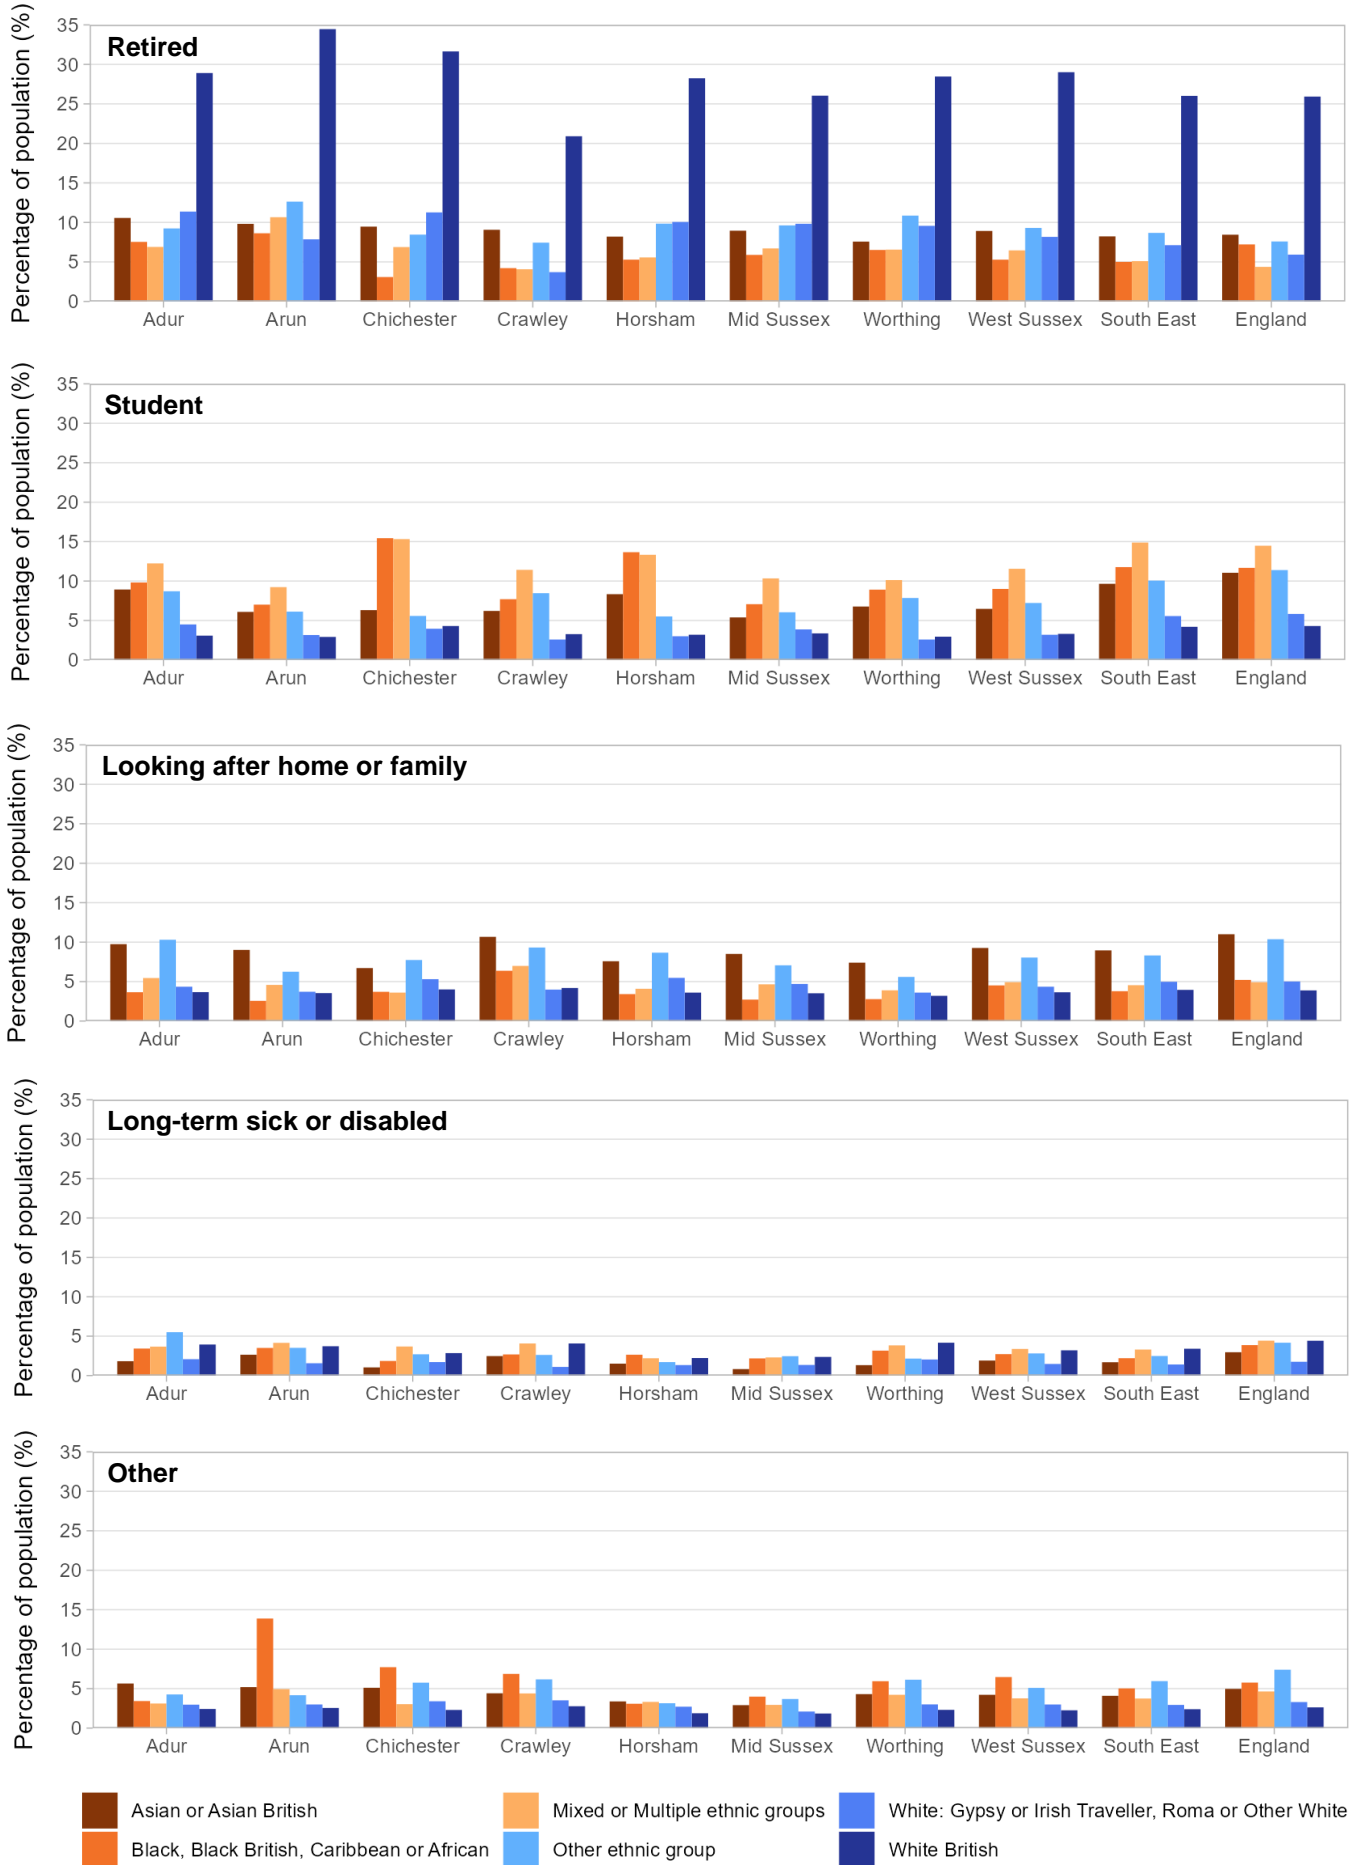 Percentage of population (%)
35
30
25
20
15
10
5
0
Retired
Adur Arun Chichester Crawley Horsham Mid Sussex Worthing West Sussex South East England
Percentage of population (%)
35
30
25
20
15
10
5
0
Student
Adur Arun Chichester Crawley Horsham Mid Sussex Worthing West Sussex South East England
Percentage of population (%)
35
30
25
20
15
10
5
0
Looking after home or family
Adur Arun Chichester Crawley Horsham Mid Sussex Worthing West Sussex South East England
Percentage of population (%)
35
30
25
20
15
10
5
0
Long-term sick or disabled
Adur Arun Chichester Crawley Horsham Mid Sussex Worthing West Sussex South East England
Percentage of population (%)
35
30
25
20
15
10
5
0
Other
Adur Arun Chichester Crawley Horsham Mid Sussex Worthing West Sussex South East England
Asian or Asian British
Black, Black British, Caribbean or African
Mixed or Multiple ethnic groups
Other ethnic group
White: Gypsy or Irish Traveller, Roma or Other White
White British